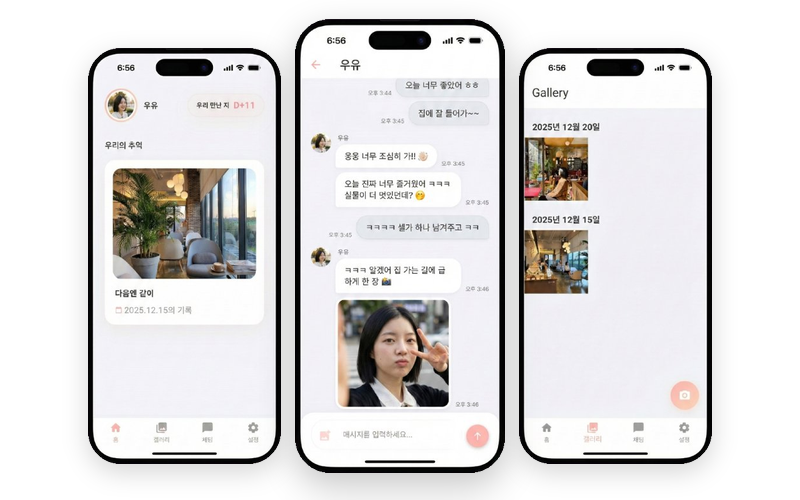 6:56
우유
우리 만난 지 D+11
우리의 추억
다음엔 같이
2025.12.15의 기록
홈
갤러리
채팅
설정
6:56
우유
오늘 너무 좋았어 ㅎㅎ
오후 3:44
집에 잘 들어가~~
오후 3:45
우유
웅웅 너무 조심히 가!! 👋🏻
오후 3:45
오늘 진짜 너무 즐거웠어 ㅋㅋㅋ
실물이 더 멋있던데? 🤭
오후 3:45
ㅋㅋㅋㅋ 셀카 하나 남겨주고 ㅋㅋ
오후 3:45
우유
ㅋㅋㅋ 알겠어 집 가는 길에 급
하게 한 장 📸
오후 3:46
오후 3:46
메시지를 입력하세요...
6:56
Gallery
2025년 12월 20일
2025년 12월 15일
홈
갤러리
채팅
설정